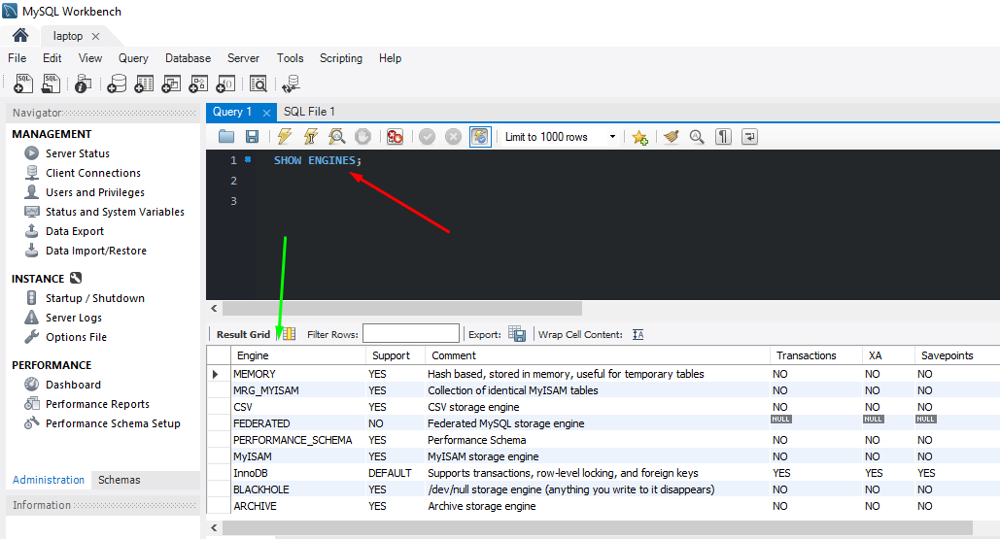 MySQL Workbench
laptop
File Edit View Query Database Server Tools Scripting Help
Navigator
MANAGEMENT
Server Status
Client Connections
Users and Privileges
Status and System Variables
Data Export
Data Import/Restore
INSTANCE
Startup / Shutdown
Server Logs
Options File
PERFORMANCE
Dashboard
Performance Reports
Performance Schema Setup
Administration Schemas
Information
Query 1 SQL File 1
Limit to 1000 rows
1 SHOW ENGINES;
2
3
Result Grid Filter Rows: Export: Wrap Cell Content: IA
Engine Support Comment Transactions XA Savepoints
MEMORY YES Hash based, stored in memory, useful for temporary tables NO NO NO
MRG_MYISAM YES Collection of identical MyISAM tables NO NO NO
CSV YES CSV storage engine NO NO NO
FEDERATED NO Federated MySQL storage engine NULL NULL NULL
PERFORMANCE_SCHEMA YES Performance Schema NO NO NO
MyISAM YES MyISAM storage engine NO NO NO
InnoDB DEFAULT Supports transactions, row-level locking, and foreign keys YES YES YES
BLACKHOLE YES /dev/null storage engine (anything you write to it disappears) NO NO NO
ARCHIVE YES Archive storage engine NO NO NO